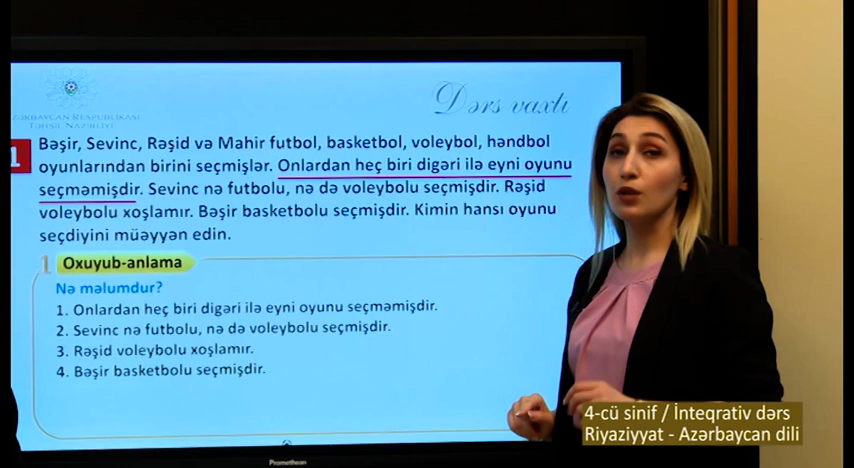 AZƏRBAYCAN RESPUBLİKASI
TƏHSİL NAZİRLİYİ
Dərs vaxtı
1
Bəşir, Sevinc, Rəşid və Mahir futbol, basketbol, voleybol, həndbol
oyunlarından birini seçmişlər. Onlardan heç biri digəri ilə eyni oyunu
seçməmişdir. Sevinc nə futbolu, nə də voleybolu seçmişdir. Rəşid
voleybolu xoşlamır. Bəşir basketbolu seçmişdir. Kimin hansı oyunu
seçdiyini müəyyən edin.
1 Oxuyub-anlama
Nə məlumdur?
1. Onlardan heç biri digəri ilə eyni oyunu seçməmişdir.
2. Sevinc nə futbolu, nə də voleybolu seçmişdir.
3. Rəşid voleybolu xoşlamır.
4. Bəşir basketbolu seçmişdir.
4-cü sinif / İnteqrativ dərs
Riyaziyyat - Azərbaycan dili
Promethean